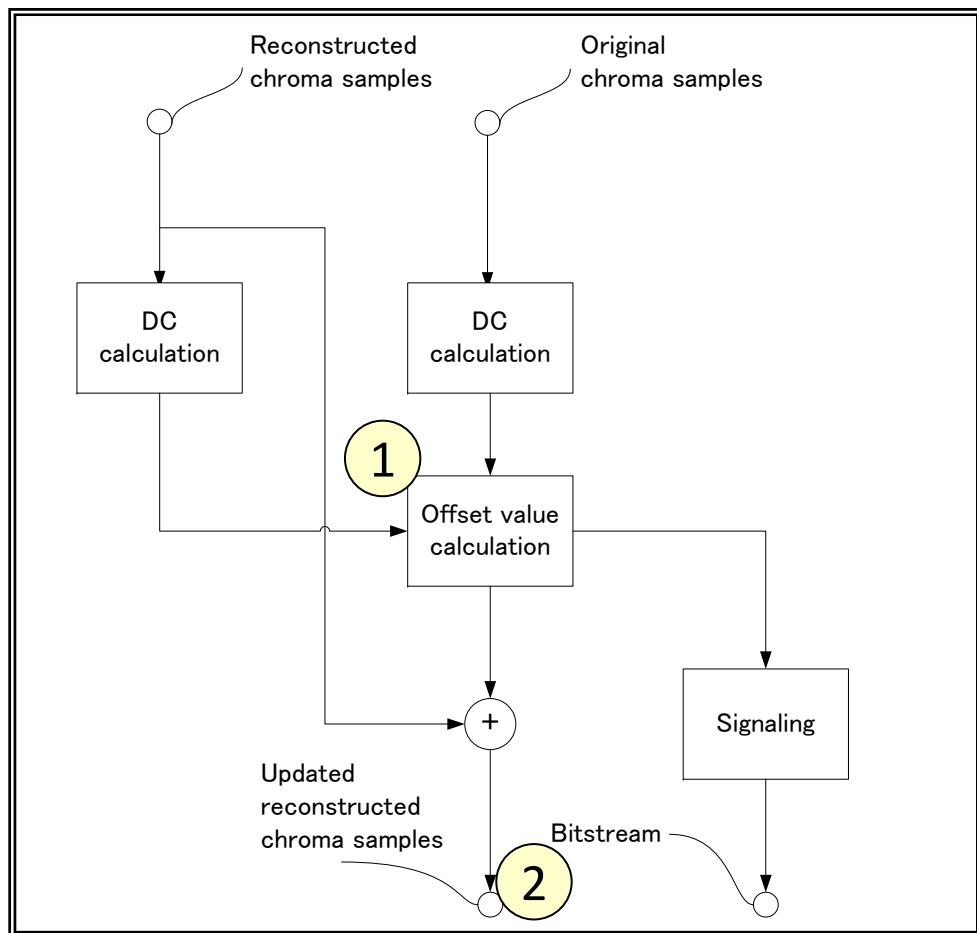 Reconstructed
chroma samples
Original
chroma samples
DC
calculation
DC
calculation
1
Offset value
calculation
+
Signaling
Updated
reconstructed
chroma samples
Bitstream
2